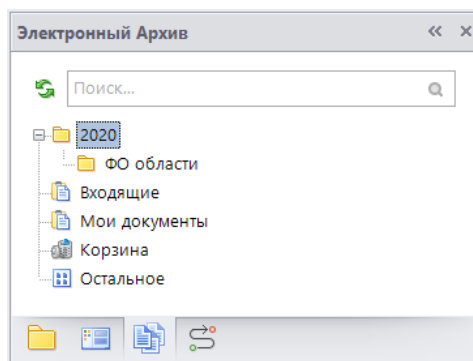 Электронный Архив
Поиск...
2020
ФО области
Входящие
Мои документы
Корзина
Остальное